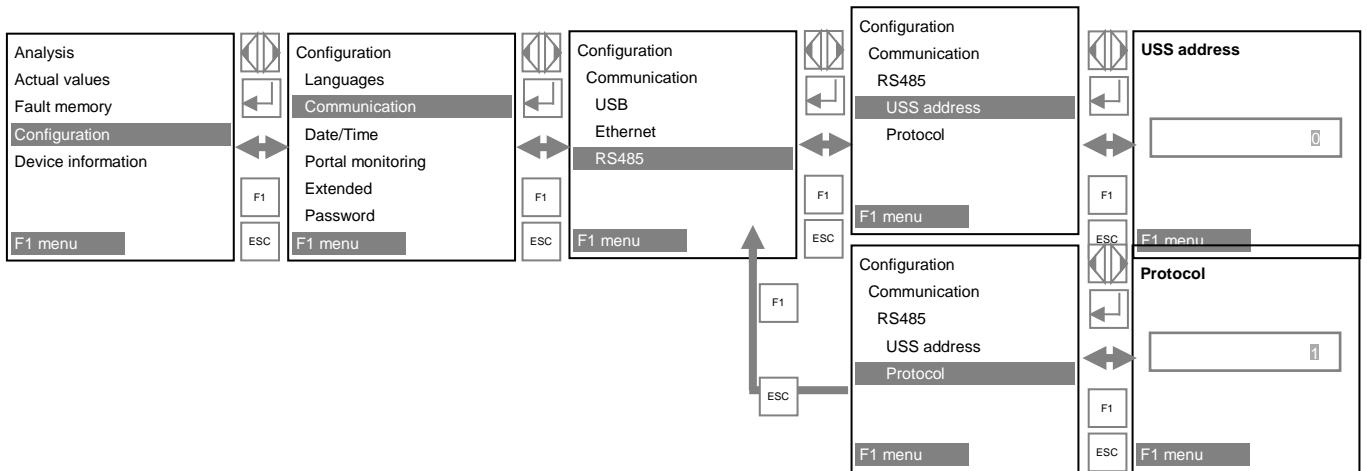 Analysis
Actual values
Fault memory
Configuration
Device information
F1 menu
F1
ESC
Configuration
Languages
Communication
Date/Time
Portal monitoring
Extended
Password
F1 menu
F1
ESC
Configuration
Communication
USB
Ethernet
RS485
F1 menu
F1
ESC
Configuration
Communication
RS485
USS address
Protocol
F1 menu
F1
ESC
USS address
0
F1 menu
F1
ESC
Configuration
Communication
RS485
USS address
Protocol
F1 menu
F1
ESC
Protocol
1
F1 menu